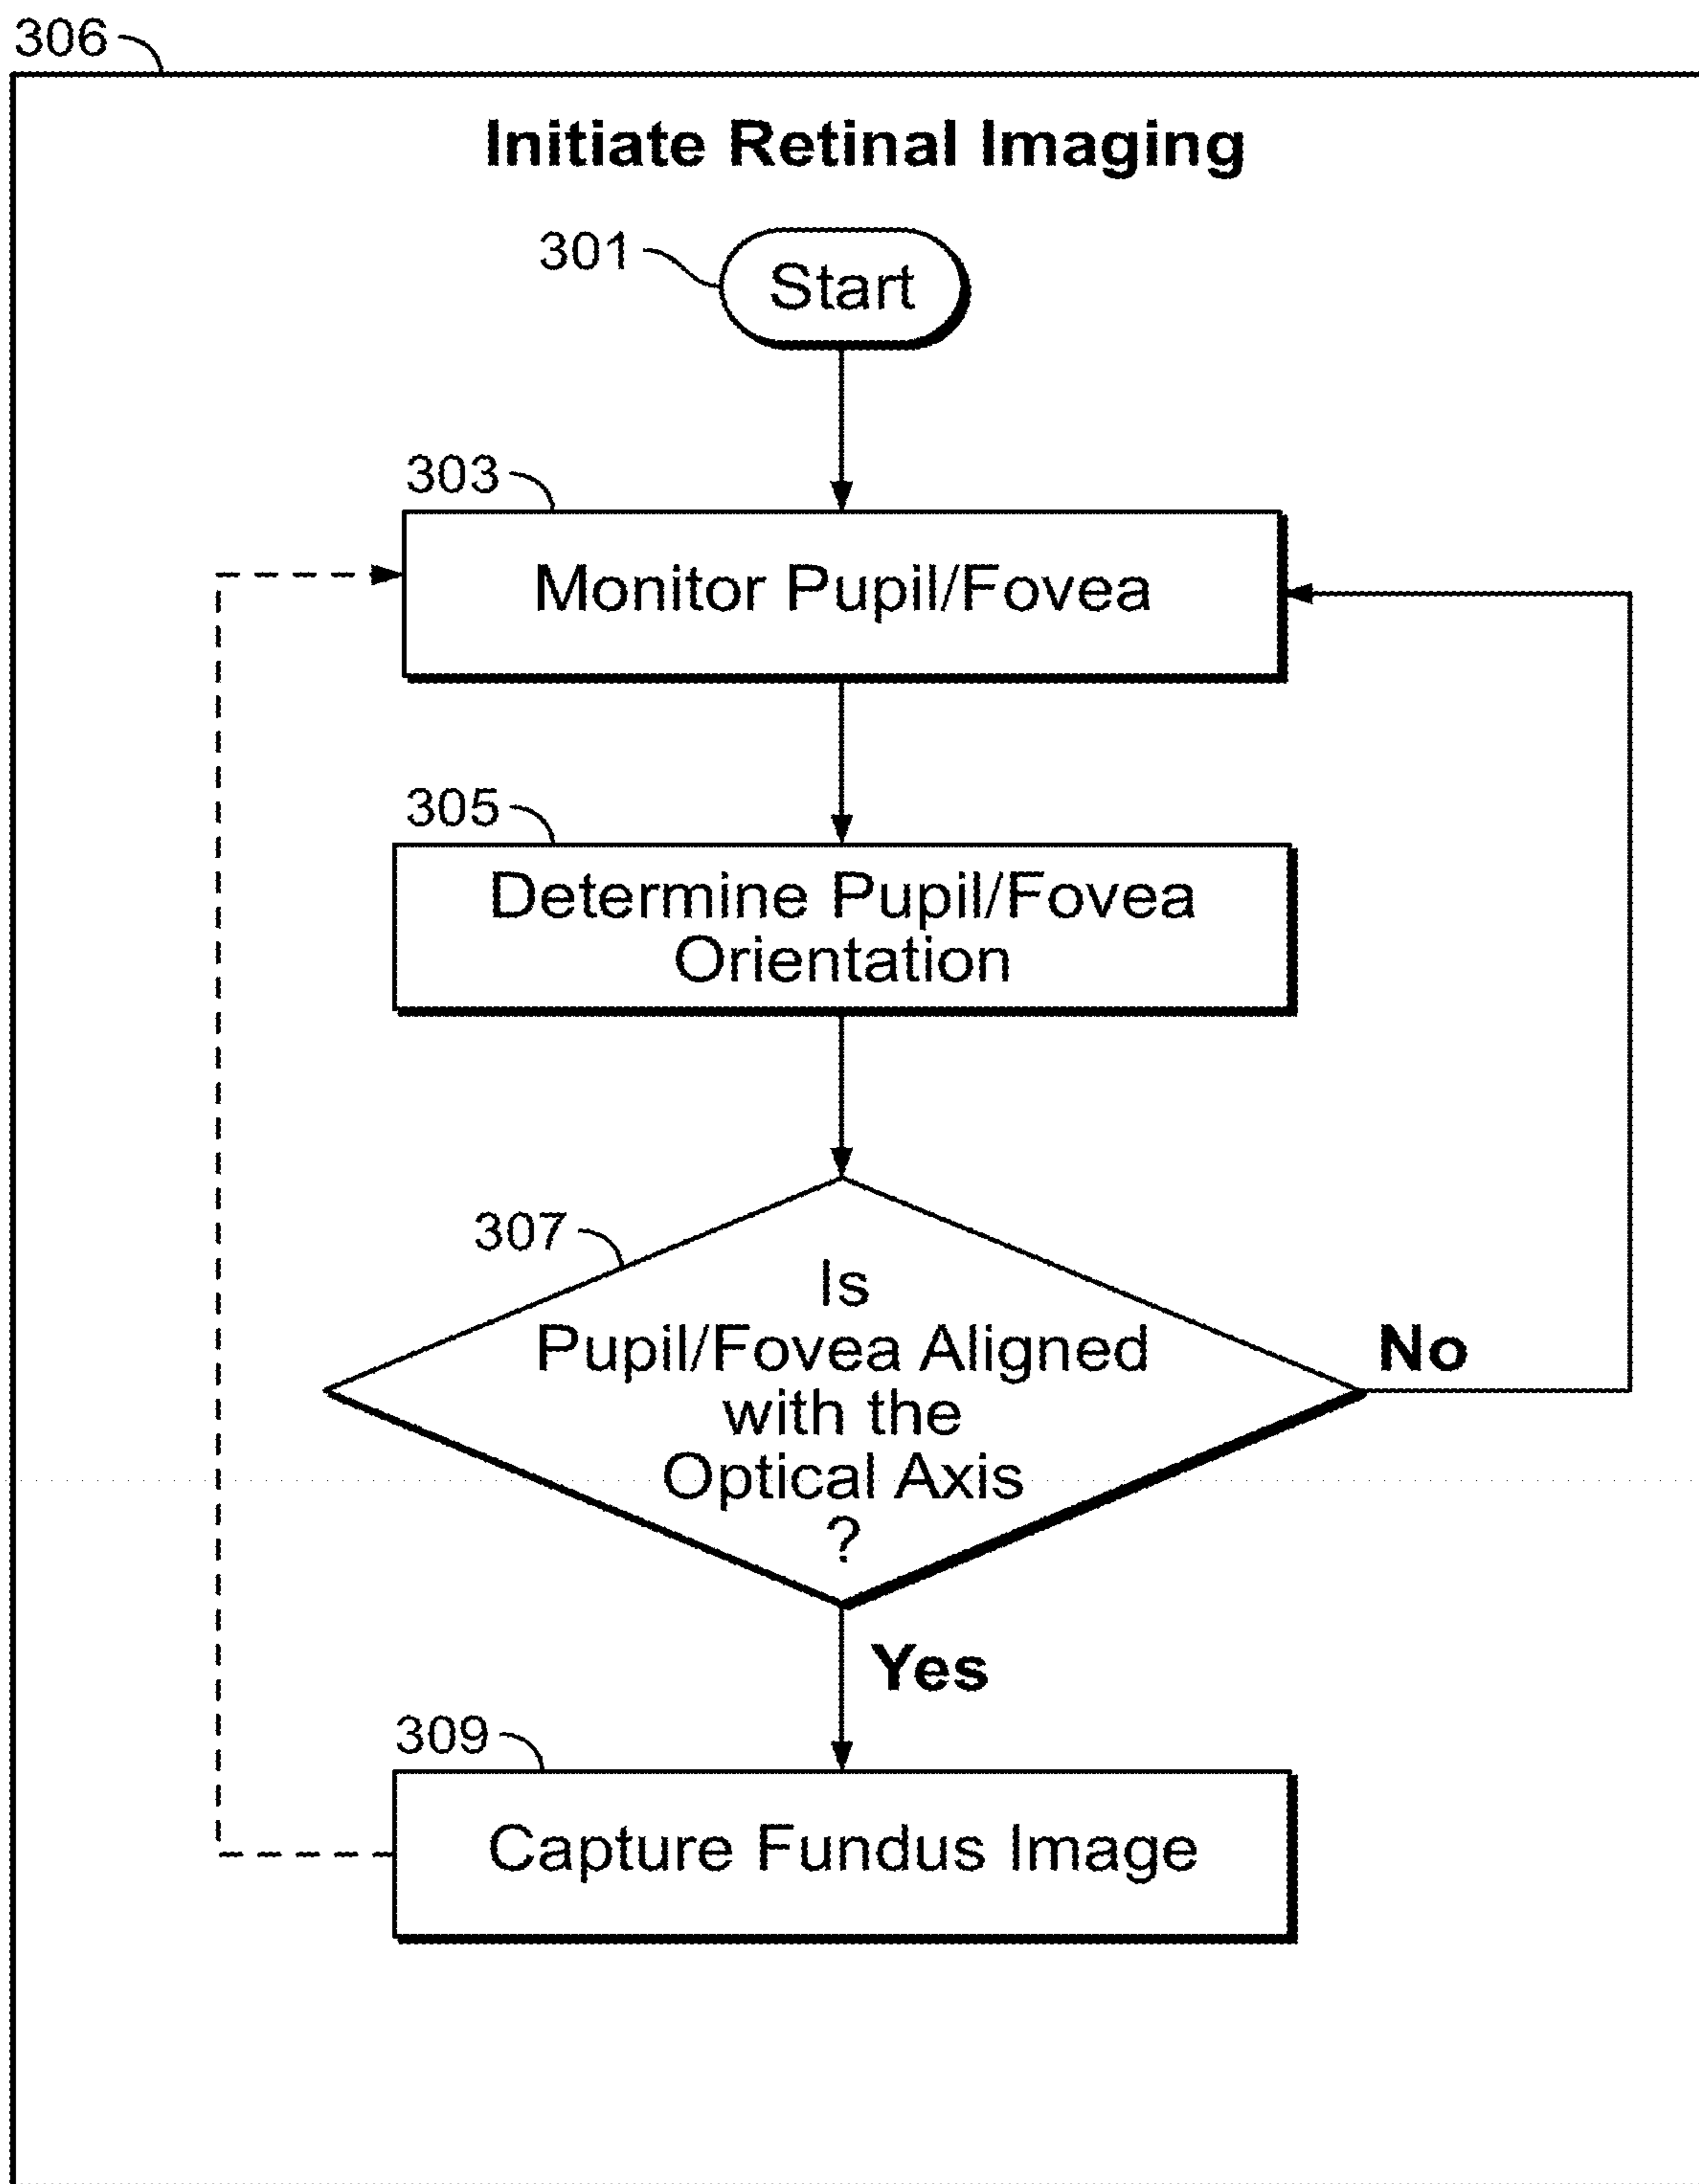 306
Initiate Retinal Imaging
301
Start
303
Monitor Pupil/Fovea
305
Determine Pupil/Fovea
Orientation
307
Is
Pupil/Fovea Aligned
with the
Optical Axis
?
No
Yes
309
Capture Fundus Image